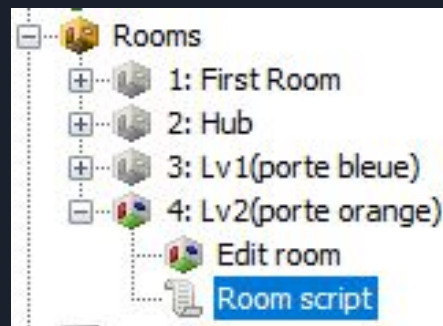 Rooms
1: First Room
2: Hub
3: Lv1(porte bleue)
4: Lv2(porte orange)
Edit room
Room script